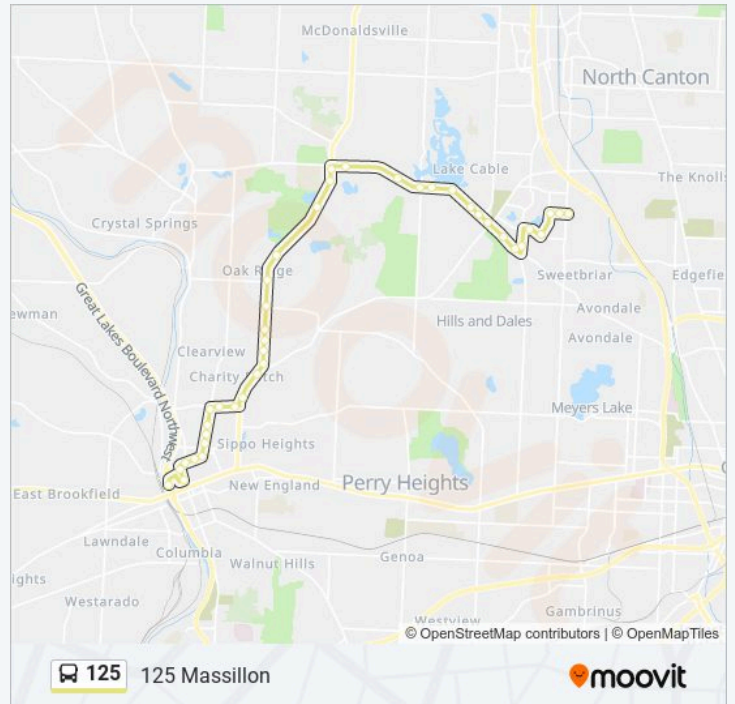 McDonaldsville
North Canton
Lake Cable
The Knolls
Crystal Springs
Oak Ridge
Sweetbriar
Edgefie
Great Lakes Boulevard Northwest
ewman
Avondale
Hills and Dales
Avondale
Clearview
Charity
Meyers Lake
Sippo Heights
New England
Perry Heights
East Brookfield
Lawndale
Columbia
Genoa
Walnut Hills
ights
Westarado
Gambrinus
Westview
© OpenStreetMap contributors | © OpenMapTiles
125
125 Massillon
moovit